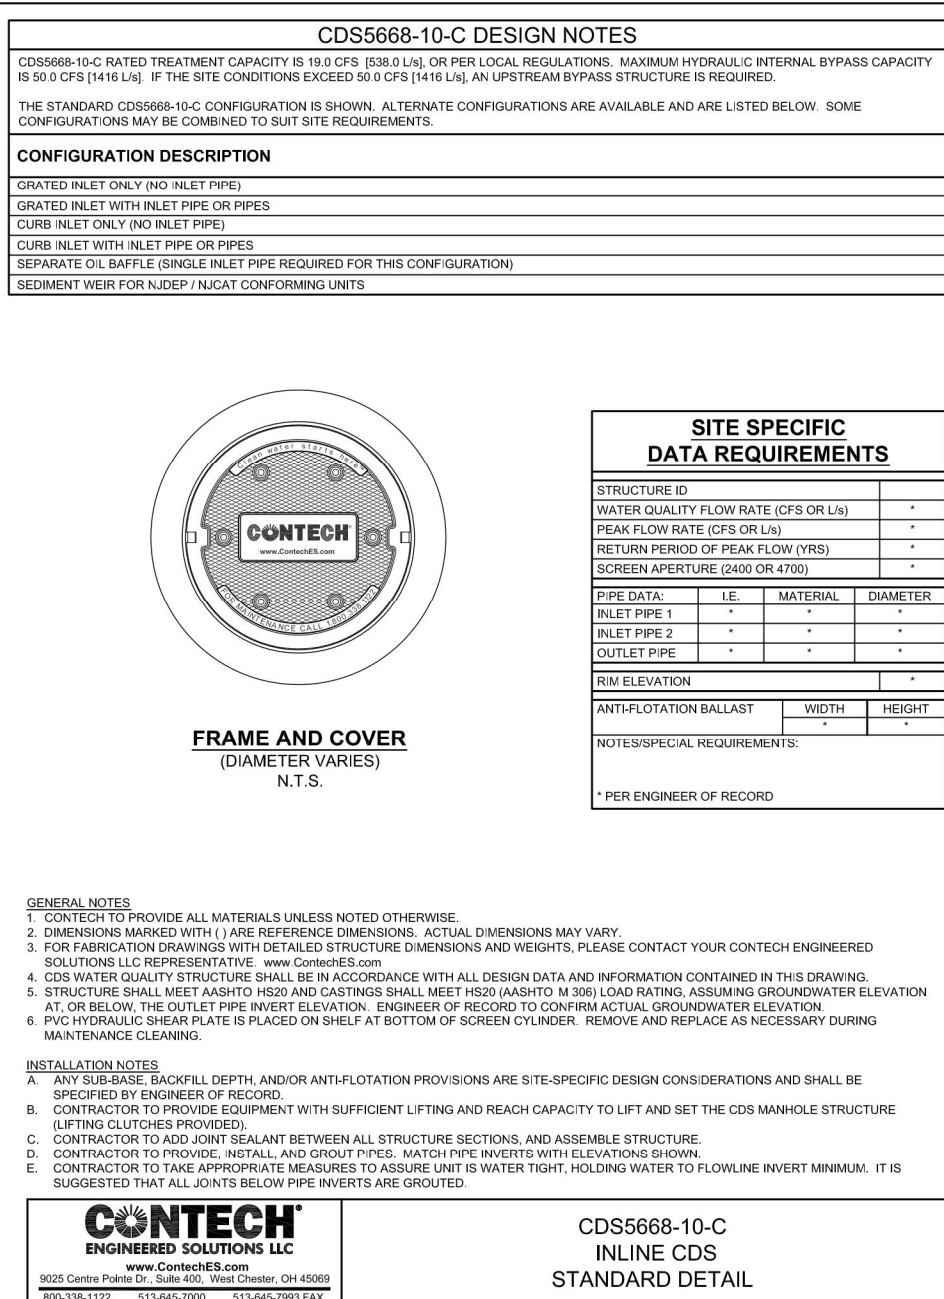 CDS5668-10-C DESIGN NOTES
CDS5668-10-C RATED TREATMENT CAPACITY IS 19.0 CFS [538.0 L/s], OR PER LOCAL REGULATIONS. MAXIMUM HYDRAULIC INTERNAL BYPASS CAPACITY
IS 50.0 CFS [1416 L/s]. IF THE SITE CONDITIONS EXCEED 50.0 CFS [1416 L/s], AN UPSTREAM BYPASS STRUCTURE IS REQUIRED.
THE STANDARD CDS5668-10-C CONFIGURATION IS SHOWN. ALTERNATE CONFIGURATIONS ARE AVAILABLE AND ARE LISTED BELOW. SOME
CONFIGURATIONS MAY BE COMBINED TO SUIT SITE REQUIREMENTS.
CONFIGURATION DESCRIPTION
GRATED INLET ONLY (NO INLET PIPE)
GRATED INLET WITH INLET PIPE OR PIPES
CURB INLET ONLY (NO INLET PIPE)
CURB INLET WITH INLET PIPE OR PIPES
SEPARATE OIL BAFFLE (SINGLE INLET PIPE REQUIRED FOR THIS CONFIGURATION)
SEDIMENT WEIR FOR NJDEP / NJCAT CONFORMING UNITS
Clean water starts here
CONTECH®
www.ContechES.com
FOR MAINTENANCE CALL 1 800 338-1122
FRAME AND COVER
(DIAMETER VARIES)
N.T.S.
SITE SPECIFIC
DATA REQUIREMENTS
STRUCTURE ID
WATER QUALITY FLOW RATE (CFS OR L/s) *
PEAK FLOW RATE (CFS OR L/s) *
RETURN PERIOD OF PEAK FLOW (YRS) *
SCREEN APERTURE (2400 OR 4700) *
PIPE DATA: I.E. MATERIAL DIAMETER
INLET PIPE 1 * * *
INLET PIPE 2 * * *
OUTLET PIPE * * *
RIM ELEVATION *
ANTI-FLOTATION BALLAST WIDTH HEIGHT
* *
NOTES/SPECIAL REQUIREMENTS:
* PER ENGINEER OF RECORD
GENERAL NOTES
1. CONTECH TO PROVIDE ALL MATERIALS UNLESS NOTED OTHERWISE.
2. DIMENSIONS MARKED WITH ( ) ARE REFERENCE DIMENSIONS. ACTUAL DIMENSIONS MAY VARY.
3. FOR FABRICATION DRAWINGS WITH DETAILED STRUCTURE DIMENSIONS AND WEIGHTS, PLEASE CONTACT YOUR CONTECH ENGINEERED
SOLUTIONS LLC REPRESENTATIVE. www.ContechES.com
4. CDS WATER QUALITY STRUCTURE SHALL BE IN ACCORDANCE WITH ALL DESIGN DATA AND INFORMATION CONTAINED IN THIS DRAWING.
5. STRUCTURE SHALL MEET AASHTO HS20 AND CASTINGS SHALL MEET HS20 (AASHTO M 306) LOAD RATING, ASSUMING GROUNDWATER ELEVATION
AT, OR BELOW, THE OUTLET PIPE INVERT ELEVATION. ENGINEER OF RECORD TO CONFIRM ACTUAL GROUNDWATER ELEVATION.
6. PVC HYDRAULIC SHEAR PLATE IS PLACED ON SHELF AT BOTTOM OF SCREEN CYLINDER. REMOVE AND REPLACE AS NECESSARY DURING
MAINTENANCE CLEANING.
INSTALLATION NOTES
A. ANY SUB-BASE, BACKFILL DEPTH, AND/OR ANTI-FLOTATION PROVISIONS ARE SITE-SPECIFIC DESIGN CONSIDERATIONS AND SHALL BE
SPECIFIED BY ENGINEER OF RECORD.
B. CONTRACTOR TO PROVIDE EQUIPMENT WITH SUFFICIENT LIFTING AND REACH CAPACITY TO LIFT AND SET THE CDS MANHOLE STRUCTURE
(LIFTING CLUTCHES PROVIDED).
C. CONTRACTOR TO ADD JOINT SEALANT BETWEEN ALL STRUCTURE SECTIONS, AND ASSEMBLE STRUCTURE.
D. CONTRACTOR TO PROVIDE, INSTALL, AND GROUT PIPES. MATCH PIPE INVERTS WITH ELEVATIONS SHOWN.
E. CONTRACTOR TO TAKE APPROPRIATE MEASURES TO ASSURE UNIT IS WATER TIGHT, HOLDING WATER TO FLOWLINE INVERT MINIMUM. IT IS
SUGGESTED THAT ALL JOINTS BELOW PIPE INVERTS ARE GROUTED.
CONTECH®
ENGINEERED SOLUTIONS LLC
www.ContechES.com
9025 Centre Pointe Dr., Suite 400, West Chester, OH 45069
800-338-1122 513-645-7000 513-645-7993 FAX
CDS5668-10-C
INLINE CDS
STANDARD DETAIL